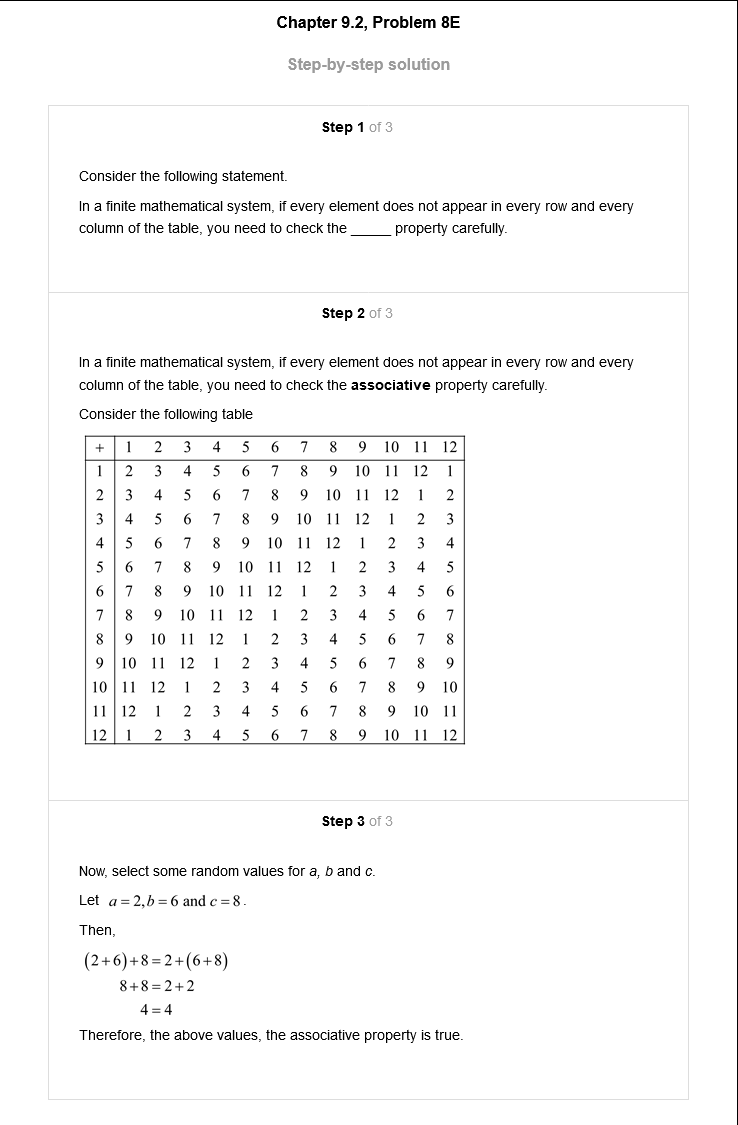 Chapter 9.2, Problem 8E
Step-by-step solution
Step 1 of 3
Consider the following statement.
In a finite mathematical system, if every element does not appear in every row and every
column of the table, you need to check the _____ property carefully.
Step 2 of 3
In a finite mathematical system, if every element does not appear in every row and every
column of the table, you need to check the associative property carefully.
Consider the following table
+ 1 2 3 4 5 6 7 8 9 10 11 12
1 2 3 4 5 6 7 8 9 10 11 12 1
2 3 4 5 6 7 8 9 10 11 12 1 2
3 4 5 6 7 8 9 10 11 12 1 2 3
4 5 6 7 8 9 10 11 12 1 2 3 4
5 6 7 8 9 10 11 12 1 2 3 4 5
6 7 8 9 10 11 12 1 2 3 4 5 6
7 8 9 10 11 12 1 2 3 4 5 6 7
8 9 10 11 12 1 2 3 4 5 6 7 8
9 10 11 12 1 2 3 4 5 6 7 8 9
10 11 12 1 2 3 4 5 6 7 8 9 10
11 12 1 2 3 4 5 6 7 8 9 10 11
12 1 2 3 4 5 6 7 8 9 10 11 12
Step 3 of 3
Now, select some random values for a, b and c.
Let a = 2, b = 6 and c = 8.
Then,
(2+6)+8 = 2+(6+8)
8+8 = 2+2
4 = 4
Therefore, the above values, the associative property is true.